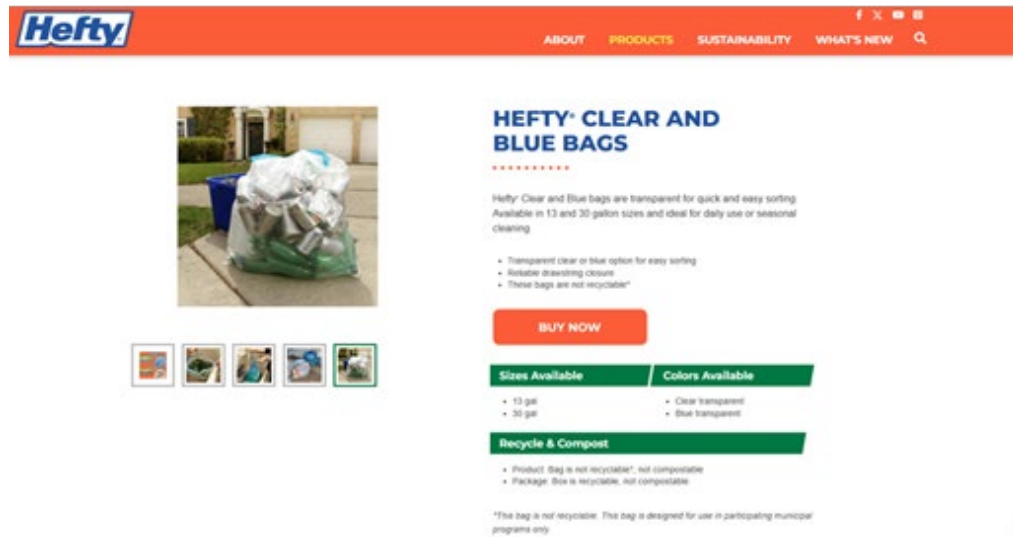 Hefty
ABOUT PRODUCTS SUSTAINABILITY WHAT'S NEW
HEFTY® CLEAR AND
BLUE BAGS
Hefty® Clear and Blue bags are transparent for quick and easy sorting.
Available in 13 and 30 gallon sizes and ideal for daily use or seasonal
cleaning.
• Transparent clear or blue option for easy sorting
• Reliable drawstring closure
• These bags are not recyclable*
BUY NOW
Sizes Available Colors Available
• 13 gal • Clear transparent
• 30 gal • Blue transparent
Recycle & Compost
• Product: Bag is not recyclable*, not compostable
• Package: Box is recyclable, not compostable
*This bag is not recyclable. This bag is designed for use in participating municipal
programs only.